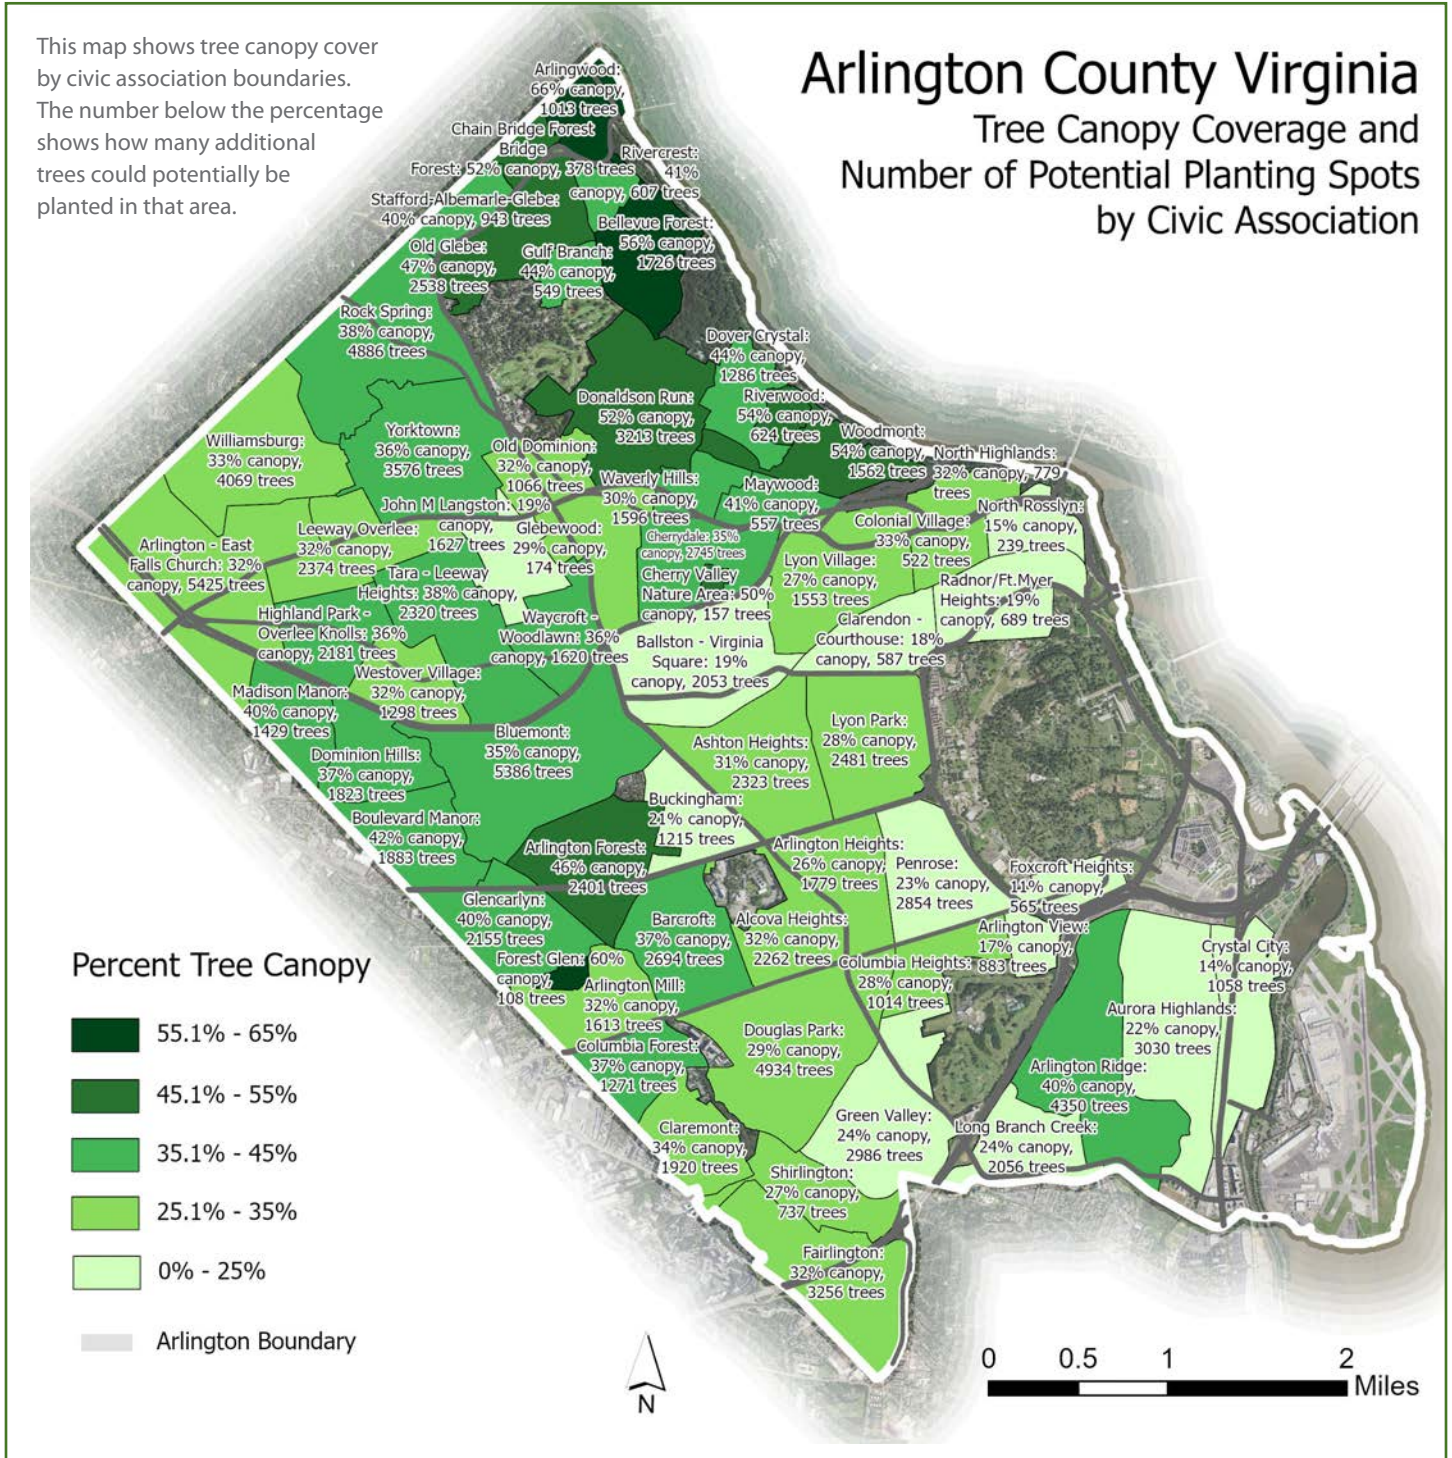 This map shows tree canopy cover
by civic association boundaries.
The number below the percentage
shows how many additional
trees could potentially be
planted in that area.
Arlington County Virginia
Tree Canopy Coverage and
Number of Potential Planting Spots
by Civic Association
Arlingwood:
66% canopy,
1013 trees
Chain Bridge Forest
Bridge
Forest: 52% canopy, 378 trees
Rivercrest:
41%
canopy, 607 trees
Stafford-Albemarle-Glebe:
40% canopy, 943 trees
Bellevue Forest:
56% canopy,
1726 trees
Old Glebe:
47% canopy,
2538 trees
Gulf Branch:
44% canopy,
549 trees
Rock Spring:
38% canopy,
4886 trees
Dover Crystal:
44% canopy,
1286 trees
Donaldson Run:
52% canopy,
3213 trees
Riverwood:
54% canopy,
624 trees
Williamsburg:
33% canopy,
4069 trees
Yorktown:
36% canopy,
3576 trees
Old Dominion:
32% canopy,
1066 trees
Woodmont:
54% canopy,
1562 trees
North Highlands:
32% canopy, 779
trees
Waverly Hills:
30% canopy,
1596 trees
Maywood:
41% canopy,
557 trees
John M Langston: 19%
canopy,
1627 trees
North Rosslyn:
15% canopy,
239 trees
Leeway Overlee:
32% canopy,
2374 trees
Glebewood:
29% canopy,
174 trees
Cherrydale: 35%
canopy, 2745 trees
Colonial Village:
33% canopy,
522 trees
Arlington - East
Falls Church: 32%
canopy, 5425 trees
Lyon Village:
27% canopy,
1553 trees
Tara - Leeway
Heights: 38% canopy,
2320 trees
Cherry Valley
Nature Area: 50%
canopy, 157 trees
Radnor/Ft.Myer
Heights: 19%
canopy, 689 trees
Highland Park -
Overlee Knolls: 36%
canopy, 2181 trees
Waycroft -
Woodlawn: 36%
canopy, 1620 trees
Clarendon -
Courthouse: 18%
canopy, 587 trees
Ballston - Virginia
Square: 19%
canopy, 2053 trees
Westover Village:
32% canopy,
1298 trees
Madison Manor:
40% canopy,
1429 trees
Bluemont:
35% canopy,
5386 trees
Ashton Heights:
31% canopy,
2323 trees
Lyon Park:
28% canopy,
2481 trees
Dominion Hills:
37% canopy,
1823 trees
Buckingham:
21% canopy,
1215 trees
Boulevard Manor:
42% canopy,
1883 trees
Arlington Forest:
46% canopy,
2401 trees
Arlington Heights:
26% canopy,
1779 trees
Penrose:
23% canopy,
2854 trees
Foxcroft Heights:
11% canopy,
565 trees
Glencarlyn:
40% canopy,
2155 trees
Barcroft:
37% canopy,
2694 trees
Alcova Heights:
32% canopy,
2262 trees
Arlington View:
17% canopy,
883 trees
Crystal City:
14% canopy,
1058 trees
Forest Glen: 60%
canopy,
108 trees
Columbia Heights:
28% canopy,
1014 trees
Arlington Mill:
32% canopy,
1613 trees
Aurora Highlands:
22% canopy,
3030 trees
Douglas Park:
29% canopy,
4934 trees
Columbia Forest:
37% canopy,
1271 trees
Arlington Ridge:
40% canopy,
4350 trees
Green Valley:
24% canopy,
2986 trees
Claremont:
34% canopy,
1920 trees
Long Branch Creek:
24% canopy,
2056 trees
Shirlington:
27% canopy,
737 trees
Fairlington:
32% canopy,
3256 trees
Percent Tree Canopy
55.1% - 65%
45.1% - 55%
35.1% - 45%
25.1% - 35%
0% - 25%
Arlington Boundary
N
0 0.5 1 2
Miles